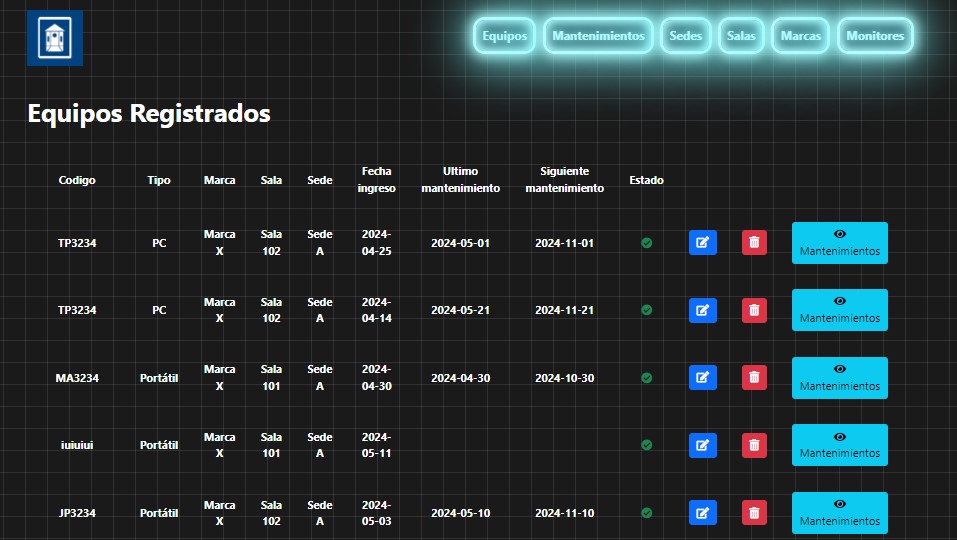 Equipos Mantenimientos Sedes Salas Marcas Monitores
Equipos Registrados
Codigo Tipo Marca Sala Sede Fecha ingreso Ultimo mantenimiento Siguiente mantenimiento Estado
TP3234 PC Marca X Sala 102 Sede A 2024-04-25 2024-05-01 2024-11-01 Mantenimientos
TP3234 PC Marca X Sala 102 Sede A 2024-04-14 2024-05-21 2024-11-21 Mantenimientos
MA3234 Portátil Marca X Sala 101 Sede A 2024-04-30 2024-04-30 2024-10-30 Mantenimientos
iuiuiui Portátil Marca X Sala 101 Sede A 2024-05-11 Mantenimientos
JP3234 Portátil Marca X Sala 102 Sede A 2024-05-03 2024-05-10 2024-11-10 Mantenimientos